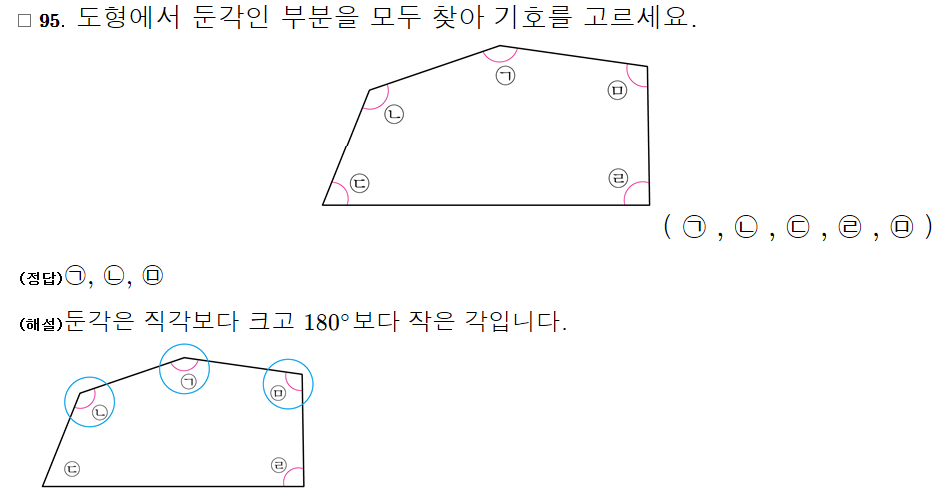 □ 95. 도형에서 둔각인 부분을 모두 찾아 기호를 고르세요.
㉠
㉤
㉡
㉢
㉣
( ㉠ , ㉡ , ㉢ , ㉣ , ㉤ )
(정답)㉠, ㉡, ㉤
(해설)둔각은 직각보다 크고 180°보다 작은 각입니다.
㉠
㉤
㉡
㉢
㉣